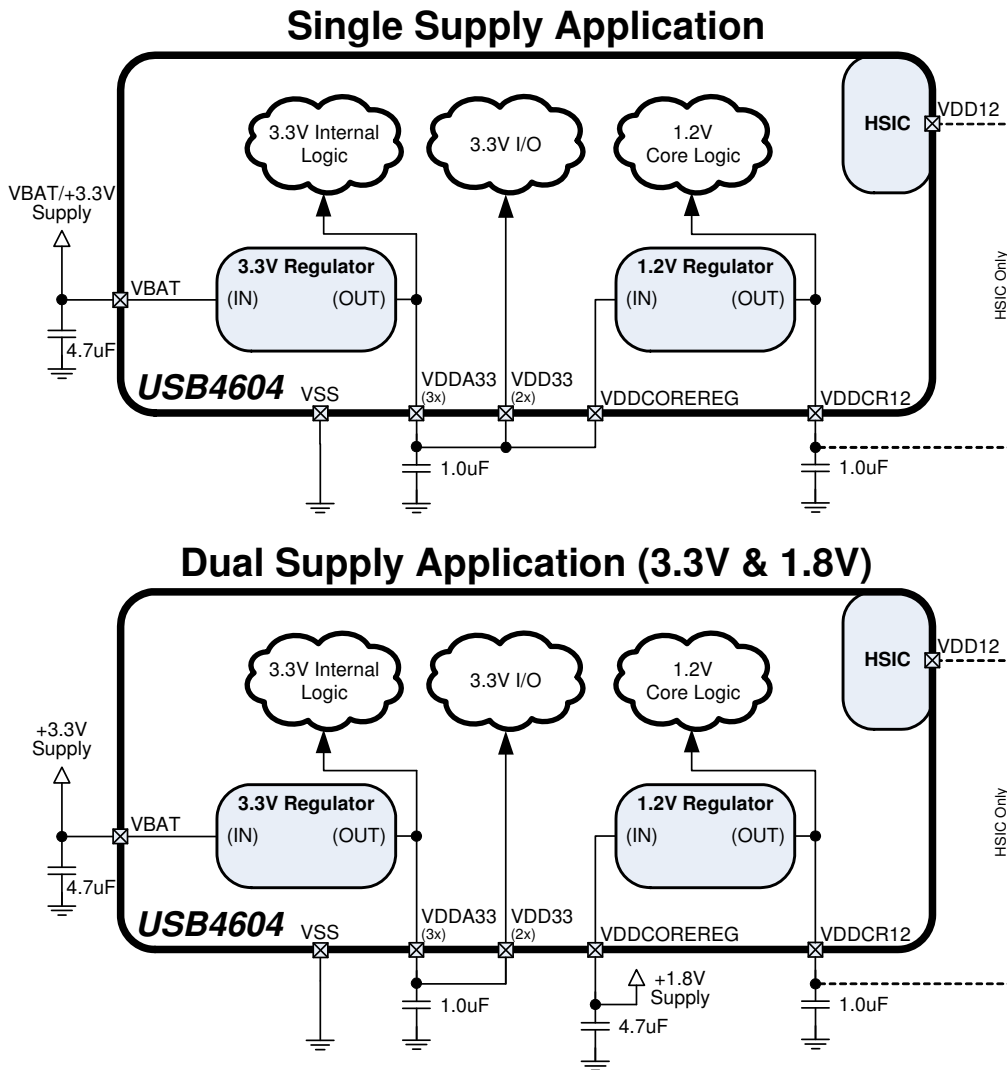 Single Supply Application
3.3V Internal
Logic
3.3V I/O
1.2V
Core Logic
HSIC
VDD12
VBAT/+3.3V
Supply
VBAT
4.7uF
3.3V Regulator
(IN)
(OUT)
1.2V Regulator
(IN)
(OUT)
HSIC Only
USB4604
VSS
VDDA33
(3x)
VDD33
(2x)
VDDCOREREG
VDDCR12
1.0uF
1.0uF
Dual Supply Application (3.3V & 1.8V)
3.3V Internal
Logic
3.3V I/O
1.2V
Core Logic
HSIC
VDD12
+3.3V
Supply
VBAT
4.7uF
3.3V Regulator
(IN)
(OUT)
1.2V Regulator
(IN)
(OUT)
HSIC Only
USB4604
VSS
VDDA33
(3x)
VDD33
(2x)
VDDCOREREG
VDDCR12
1.0uF
+1.8V
Supply
4.7uF
1.0uF